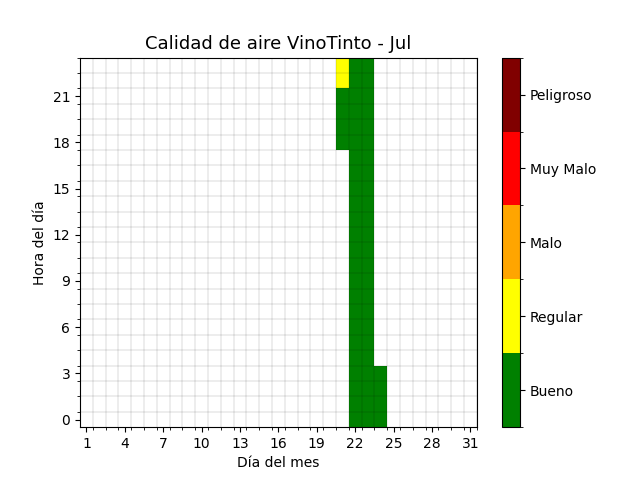 Calidad de aire VinoTinto - Jul
Hora del día
21
18
15
12
9
6
3
0
1 4 7 10 13 16 19 22 25 28 31
Día del mes
Peligroso
Muy Malo
Malo
Regular
Bueno